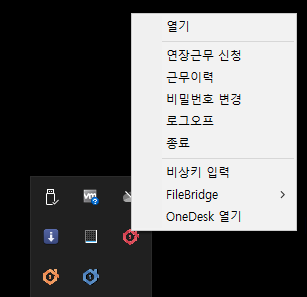 열기
연장근무 신청
근무이력
비밀번호 변경
로그오프
종료
비상키 입력
FileBridge
OneDesk 열기
vm